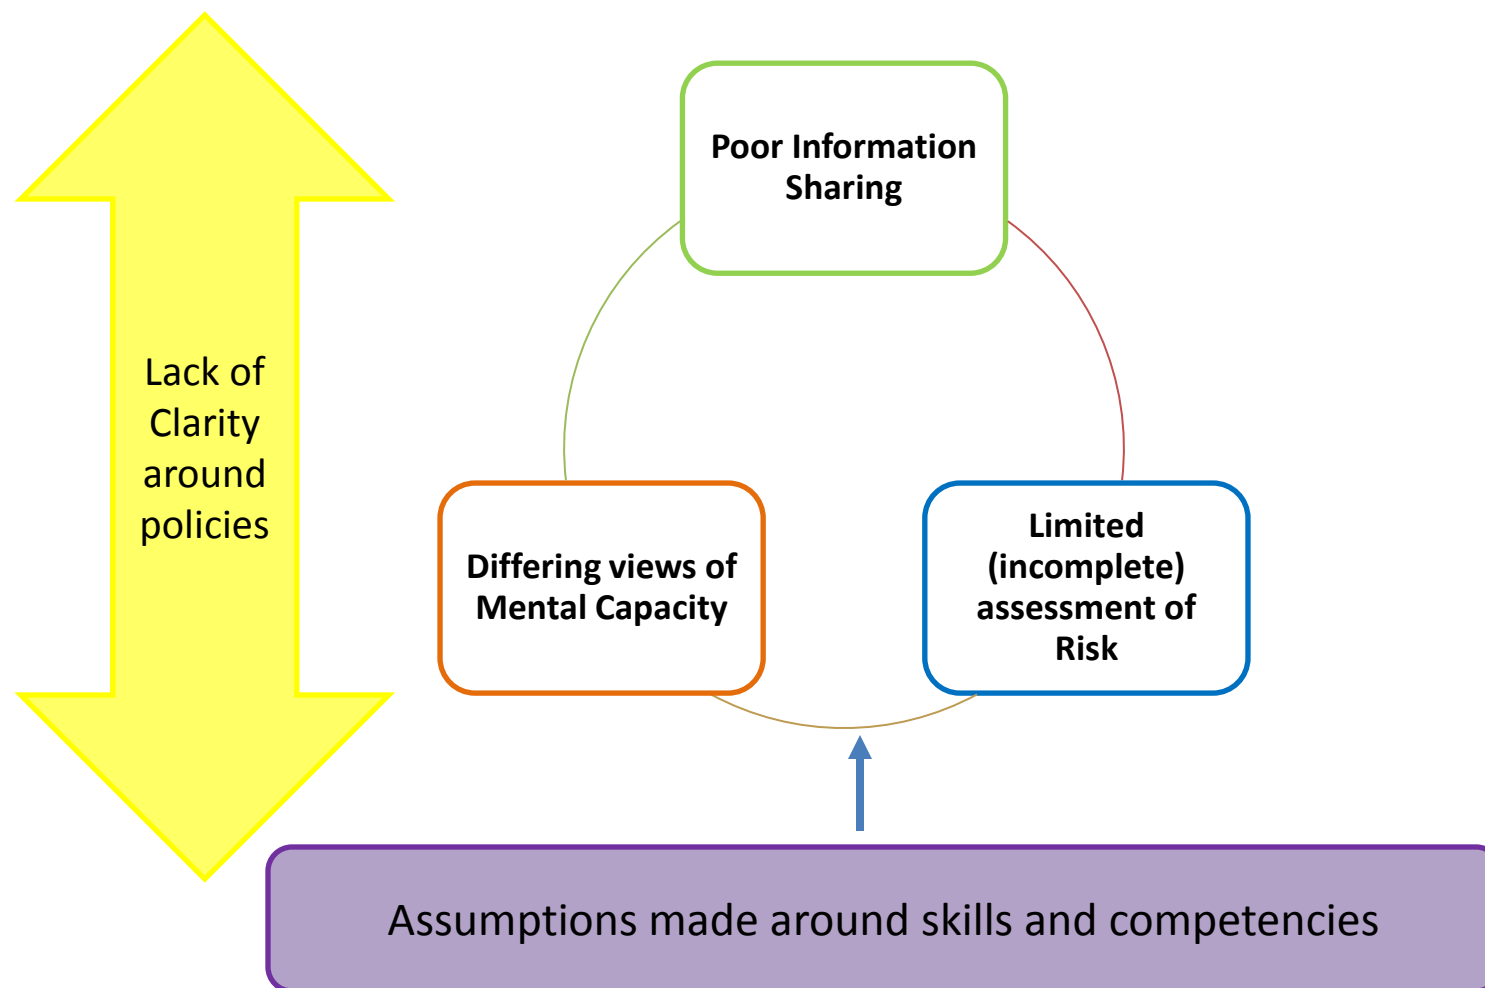 Poor Information
Sharing
Lack of
Clarity
around
policies
Differing views of
Mental Capacity
Limited
(incomplete)
assessment of
Risk
Assumptions made around skills and competencies